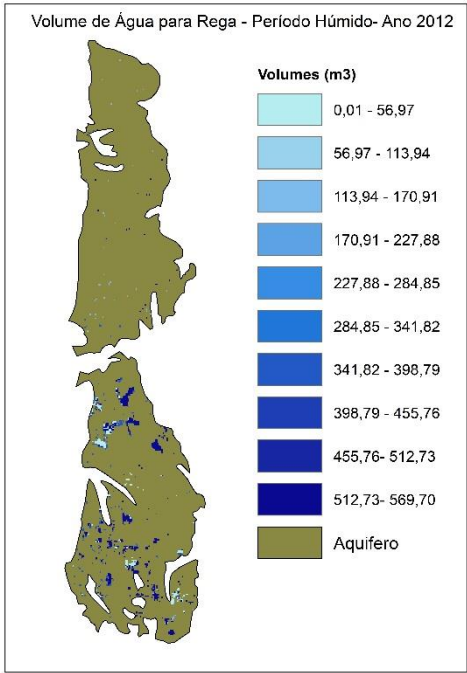 Volume de Água para Rega - Período Húmido- Ano 2012
Volumes (m3)
0,01 - 56,97
56,97 - 113,94
113,94 - 170,91
170,91 - 227,88
227,88 - 284,85
284,85 - 341,82
341,82 - 398,79
398,79 - 455,76
455,76- 512,73
512,73- 569,70
Aquifero